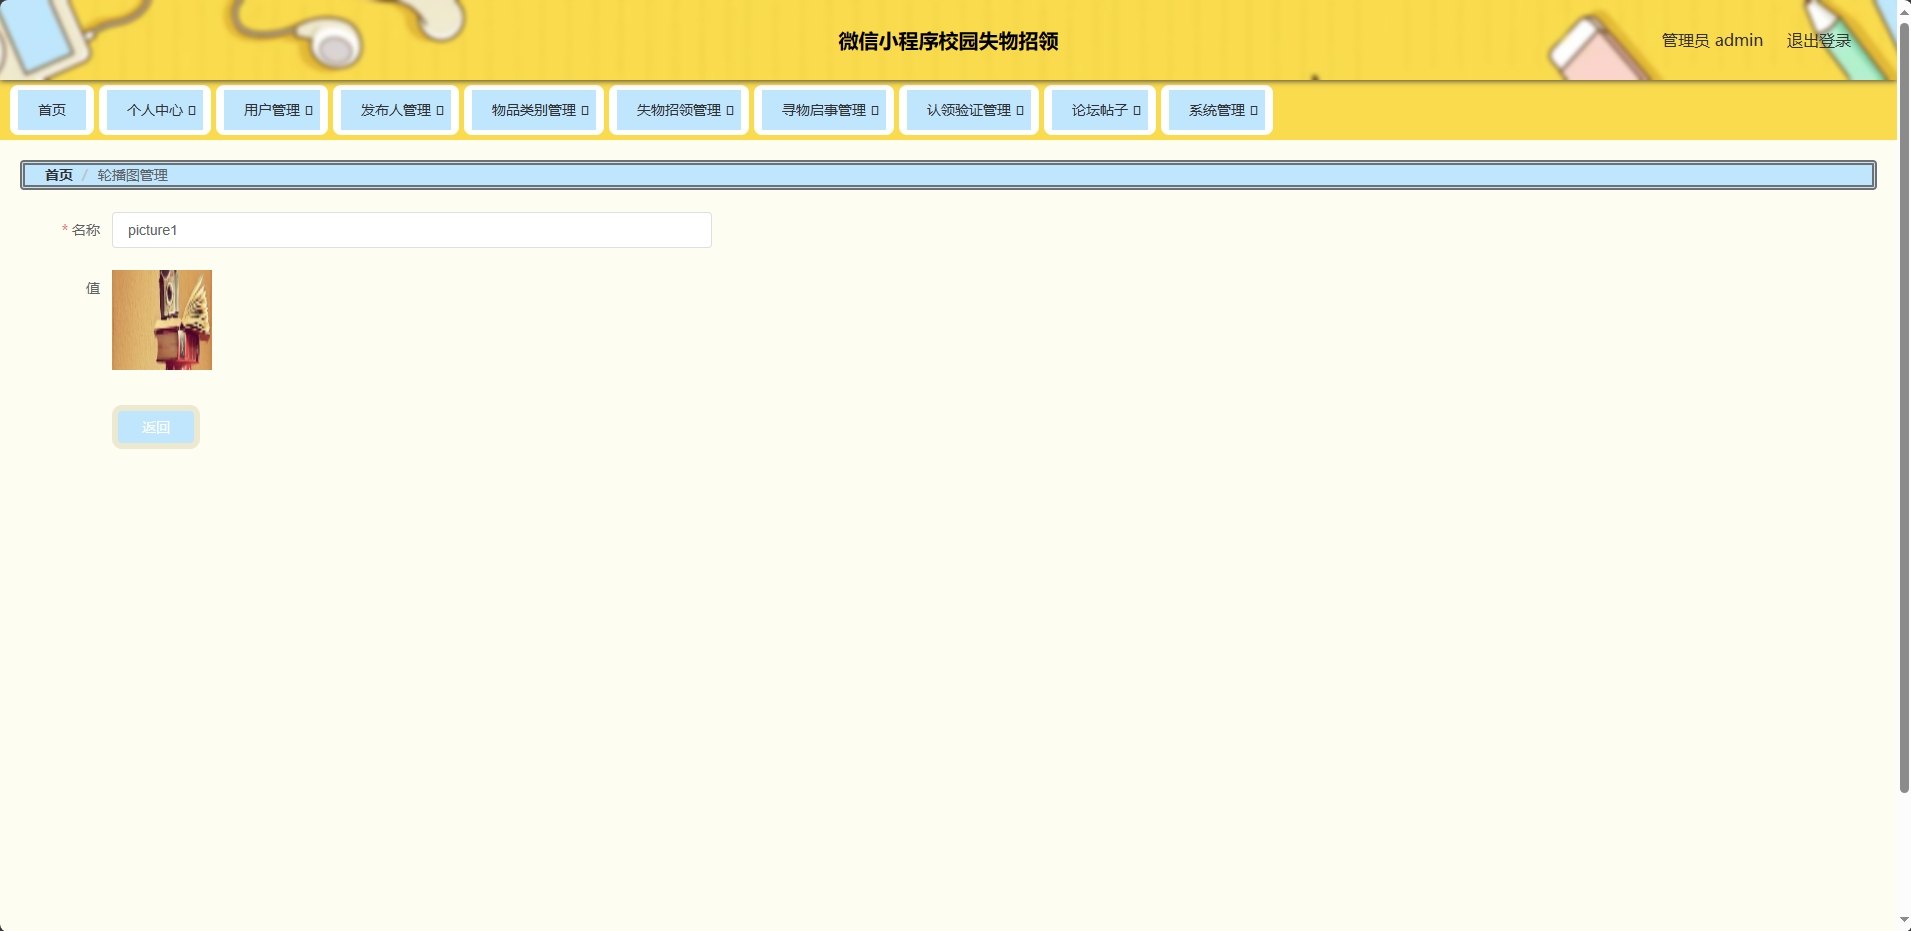 微信小程序校园失物招领
管理员 admin 退出登录
首页 个人中心 用户管理 发布人管理 物品类别管理 失物招领管理 寻物启事管理 认领验证管理 论坛帖子 系统管理
首页 / 轮播图管理
* 名称 picture1
值
返回